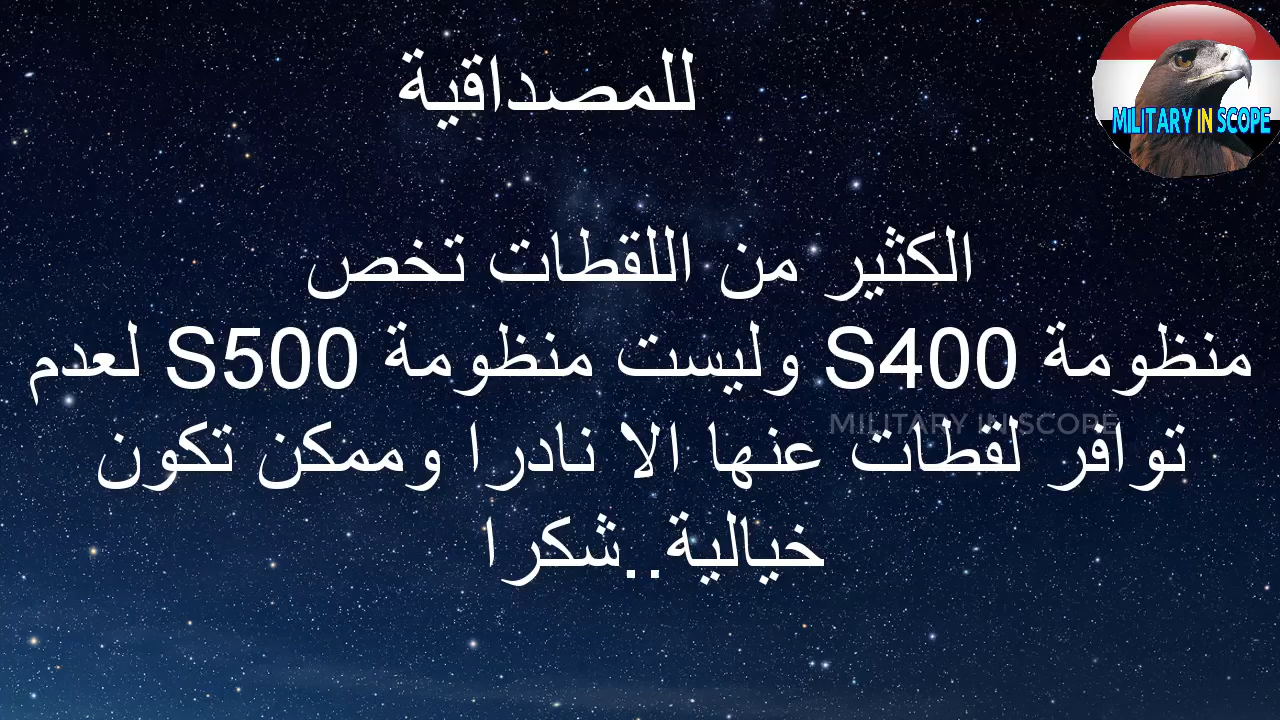 للمصداقية
MILITARY IN SCOPE
الكثير من اللقطات تخص
منظومة S400 وليست منظومة S500 لعدم
MILITARY IN SCOPE
توافر لقطات عنها الا نادرا وممكن تكون
خيالية..شكرا